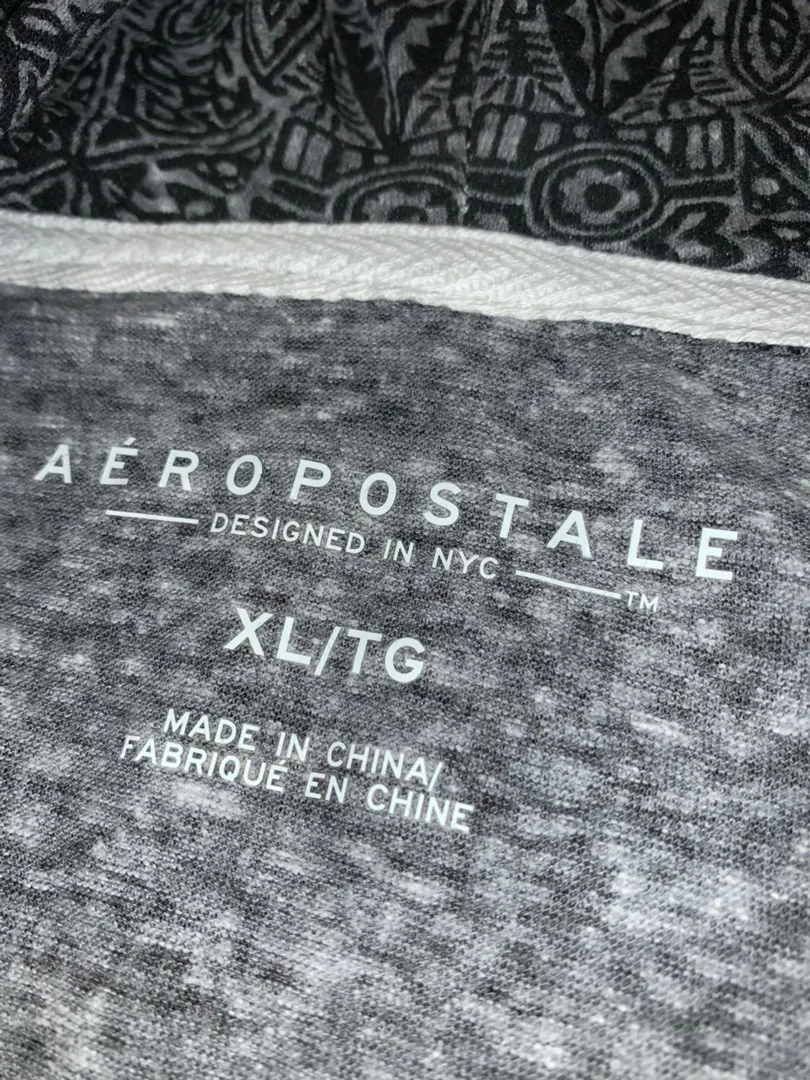 AÉROPOSTALE
DESIGNED IN NYC
TM
XL/TG
MADE IN CHINA/
FABRIQUÉ EN CHINE